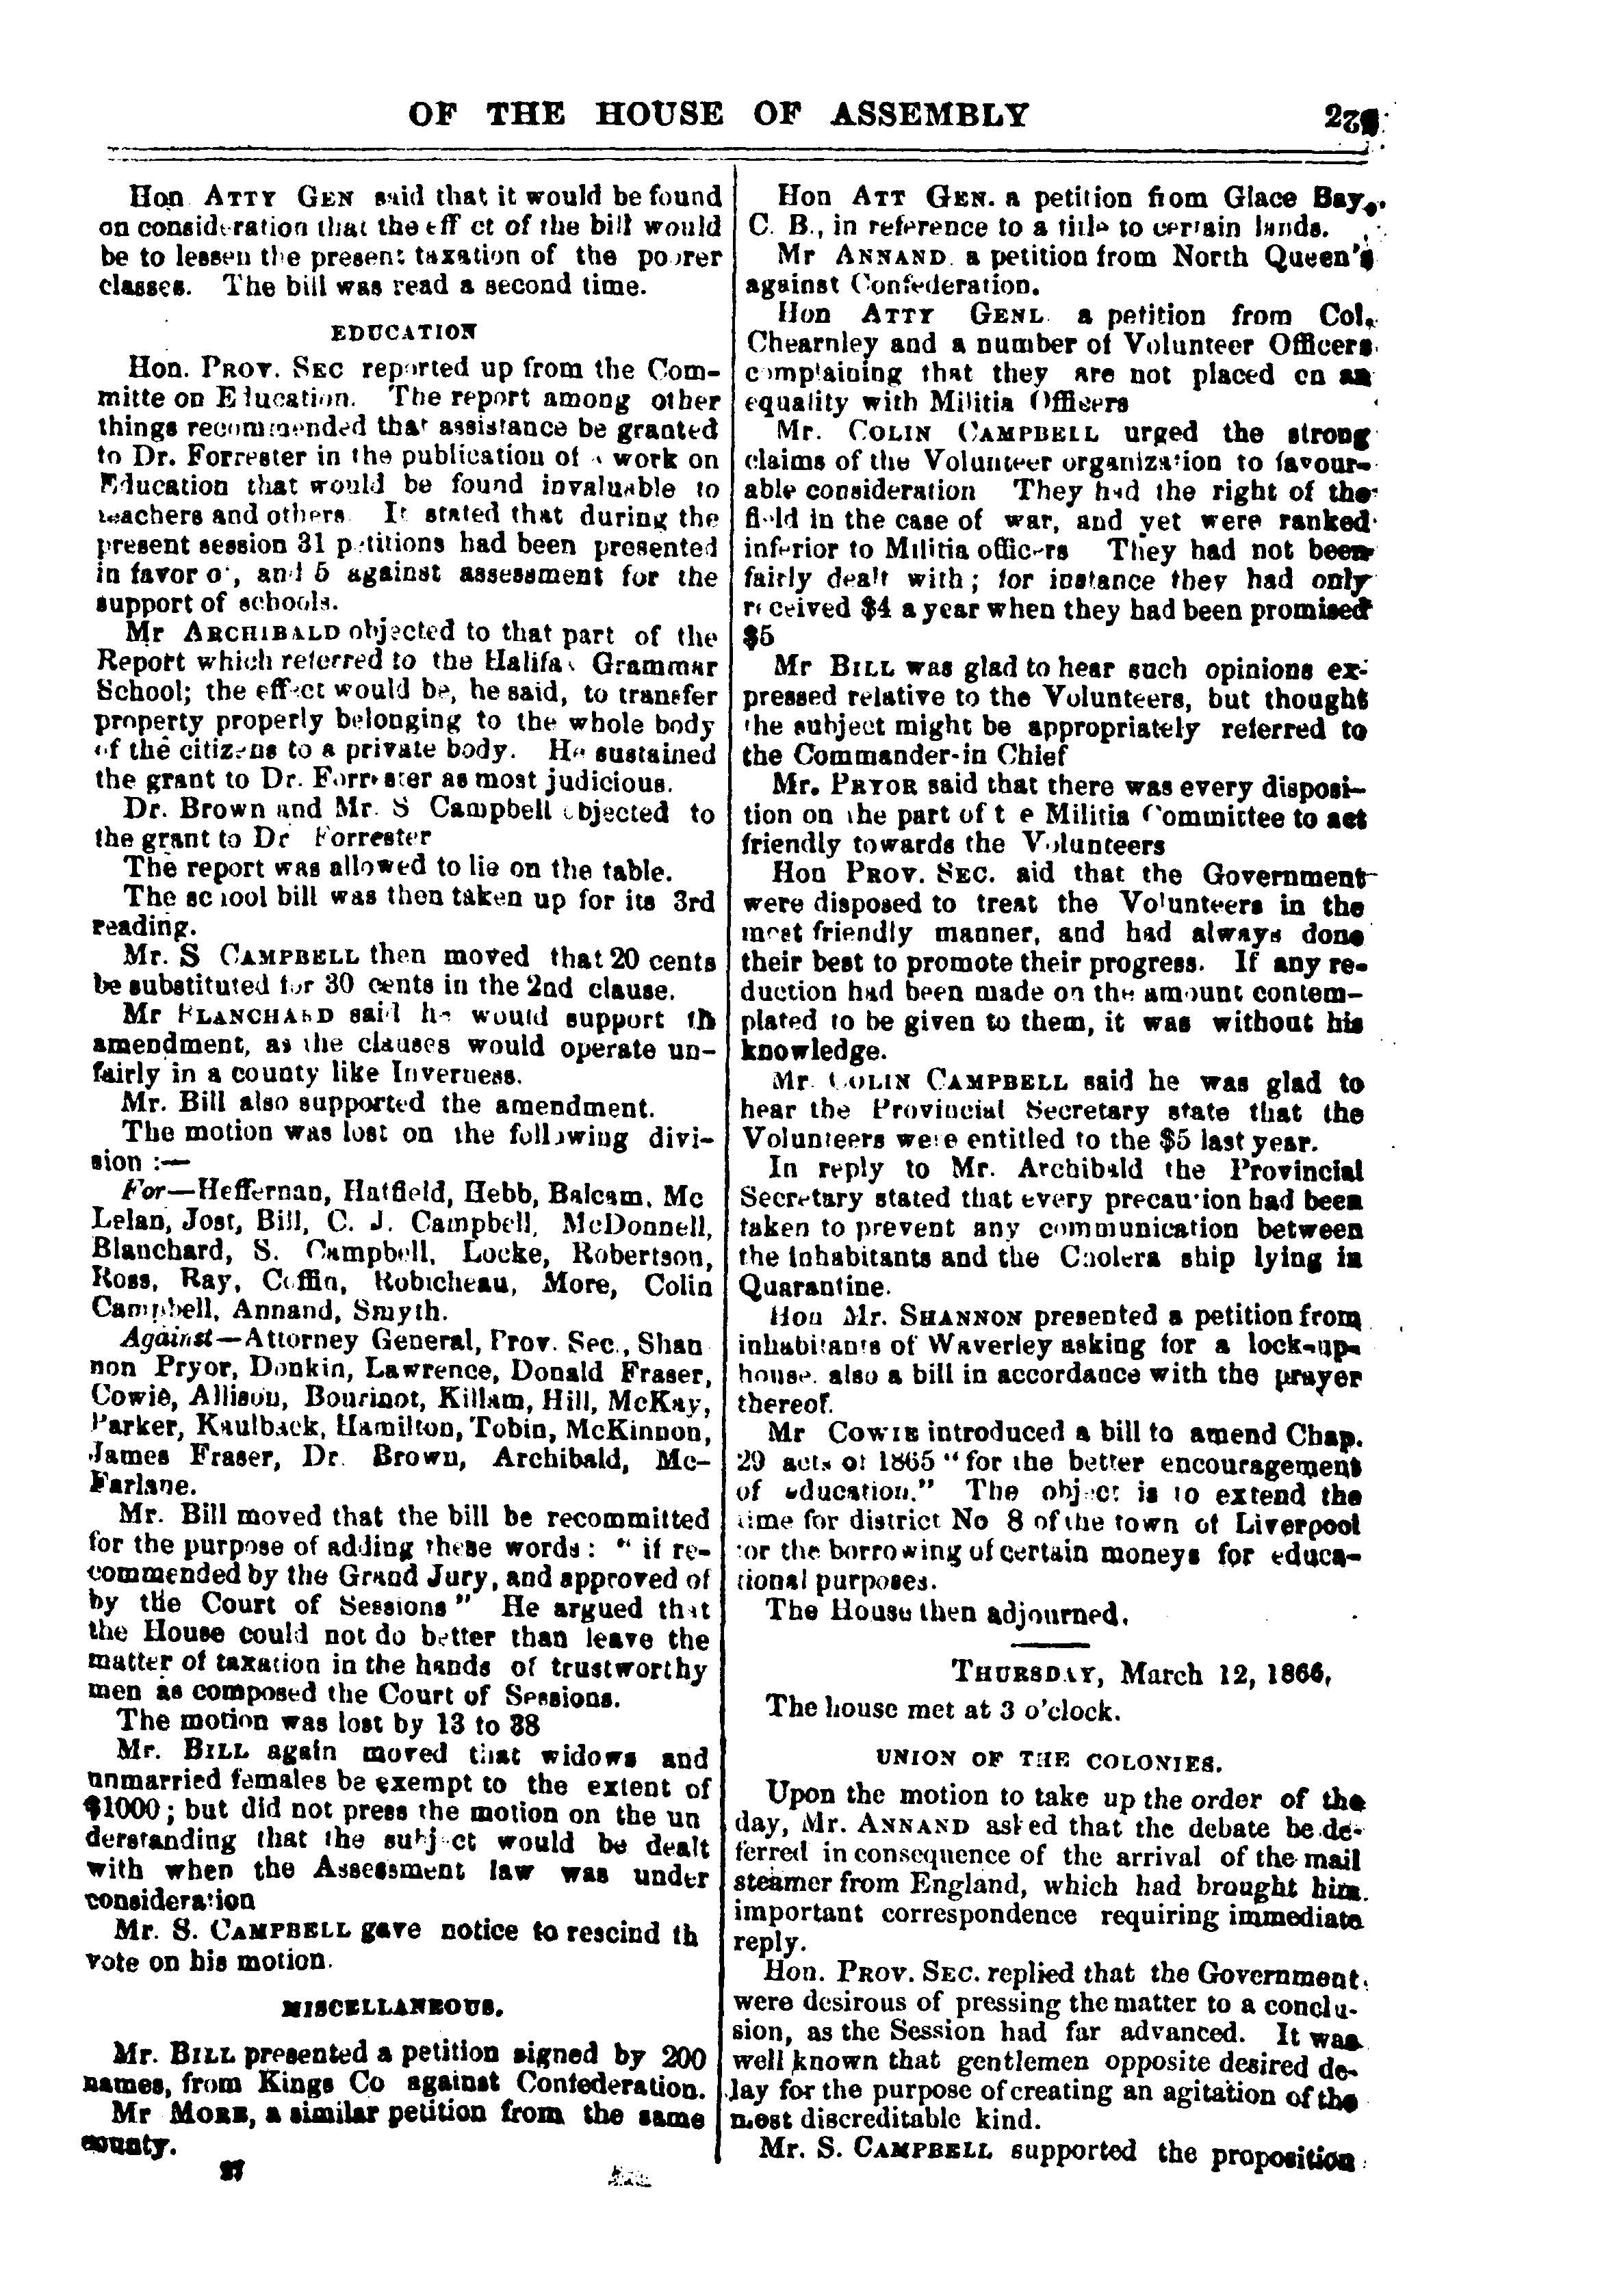 OF THE HOUSE OF ASSEMBLY
Hon ATTY GEN said that it would be found
on consideration that the eff ct of the bill would
be to lessen the present taxation of the poorer
classes. The bill was read a second time.
EDUCATION
Hon. PROV. SEC reported up from the Com-
mitte on Education. The report among other
things recommended that assistance be granted
to Dr. Forrester in the publication of a work on
Education that would be found invaluable to
teachers and others. It stated that during the
present session 31 petitions had been presented
in favor of, and 5 against assessment for the
support of schools.
Mr ARCHIBALD objected to that part of the
Report which referred to the Halifax Grammar
School; the effect would be, he said, to transfer
property properly belonging to the whole body
of the citizens to a private body. He sustained
the grant to Dr. Forrester as most judicious.
Dr. Brown and Mr. S Campbell objected to
the grant to Dr Forrester
The report was allowed to lie on the table.
The school bill was then taken up for its 3rd
reading.
Mr. S CAMPBELL then moved that 20 cents
be substituted for 30 cents in the 2nd clause.
Mr BLANCHARD said he would support th
amendment, as the clauses would operate un-
fairly in a county like Inverness.
Mr. Bill also supported the amendment.
The motion was lost on the following divi-
sion :—
For—Heffernan, Hatfield, Hebb, Balcam, Mc
Lelan, Jost, Bill, C. J. Campbell, McDonnell,
Blanchard, S. Campbell, Locke, Robertson,
Ross, Ray, Coffin, Robicheau, More, Colin
Campbell, Annand, Smyth.
Against—Attorney General, Prov. Sec., Shan
non Pryor, Donkin, Lawrence, Donald Fraser,
Cowie, Allison, Bourinot, Killam, Hill, McKay,
Parker, Kaulback, Hamilton, Tobin, McKinnon,
James Fraser, Dr. Brown, Archibald, Mc-
Farlane.
Mr. Bill moved that the bill be recommitted
for the purpose of adding these words: " if re-
commended by the Grand Jury, and approved of
by the Court of Sessions" He argued that
the House could not do better than leave the
matter of taxation in the hands of trustworthy
men as composed the Court of Sessions.
The motion was lost by 13 to 38
Mr. BILL again moved that widows and
unmarried females be exempt to the extent of
$1000; but did not press the motion on the un
derstanding that the subject would be dealt
with when the Assessment law was under
consideration
Mr. S. CAMPBELL gave notice to rescind th
vote on his motion.
MISCELLANEOUS.
Mr. BILL presented a petition signed by 200
names, from Kings Co against Confederation.
Mr MORE, a similar petition from the same
county.
27
Hon ATT GEN. a petition from Glace Bay,
C. B., in reference to a title to certain lands.
Mr ANNAND. a petition from North Queen's
against Confederation.
Hon ATTY GENL. a petition from Col.
Chearnley and a number of Volunteer Officers
complaining that they are not placed on an
equality with Militia Officers
Mr. COLIN CAMPBELL urged the strong
claims of the Volunteer organization to favour-
able consideration They had the right of the
field in the case of war, and yet were ranked
inferior to Militia officers They had not been
fairly dealt with; for instance they had only
received $4 a year when they had been promised
$5
Mr BILL was glad to hear such opinions ex-
pressed relative to the Volunteers, but thought
the subject might be appropriately referred to
the Commander-in Chief
Mr. PRYOR said that there was every disposi-
tion on the part of t e Militia Committee to act
friendly towards the Volunteers
Hon PROV. SEC. aid that the Government
were disposed to treat the Volunteers in the
most friendly manner, and had always done
their best to promote their progress. If any re-
duction had been made on the amount contem-
plated to be given to them, it was without his
knowledge.
Mr. COLIN CAMPBELL said he was glad to
hear the Provincial Secretary state that the
Volunteers were entitled to the $5 last year.
In reply to Mr. Archibald the Provincial
Secretary stated that every precaution had been
taken to prevent any communication between
the inhabitants and the Cholera ship lying in
Quarantine.
Hon Mr. SHANNON presented a petition from
inhabitants of Waverley asking for a lock-up-
house. also a bill in accordance with the prayer
thereof.
Mr COWIE introduced a bill to amend Chap.
29 acts of 1865 " for the better encouragement
of education." The object is to extend the
time for district No 8 of the town of Liverpool
for the borrowing of certain moneys for educa-
tional purposes.
The House then adjourned.
THURSDAY, March 12, 1866,
The house met at 3 o'clock.
UNION OF THE COLONIES.
Upon the motion to take up the order of the
day, Mr. ANNAND asked that the debate be de-
ferred in consequence of the arrival of the mail
steamer from England, which had brought him
important correspondence requiring immediate
reply.
Hon. PROV. SEC. replied that the Government
were desirous of pressing the matter to a conclu-
sion, as the Session had far advanced. It was
well known that gentlemen opposite desired de-
lay for the purpose of creating an agitation of the
most discreditable kind.
Mr. S. CAMPBELL supported the proposition